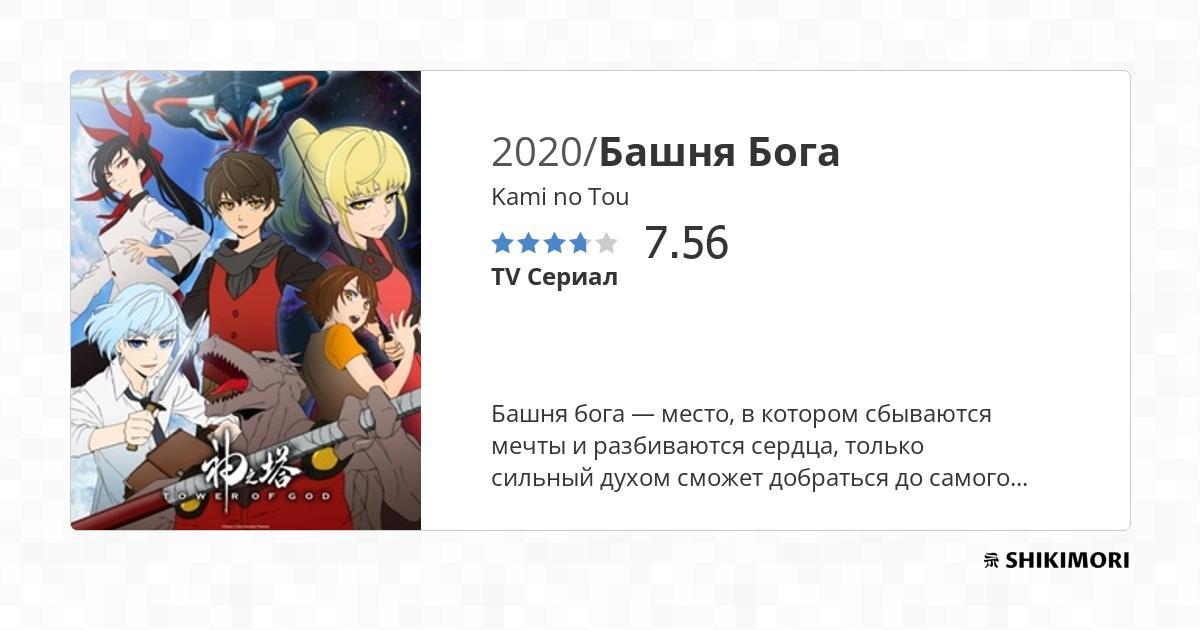 2020/Башня Бога
Kami no Tou
7.56
TV Сериал
Башня бога — место, в котором сбываются
мечты и разбиваются сердца, только
сильный духом сможет добраться до самого...
神之塔
TOWER OF GOD
SHIKIMORI